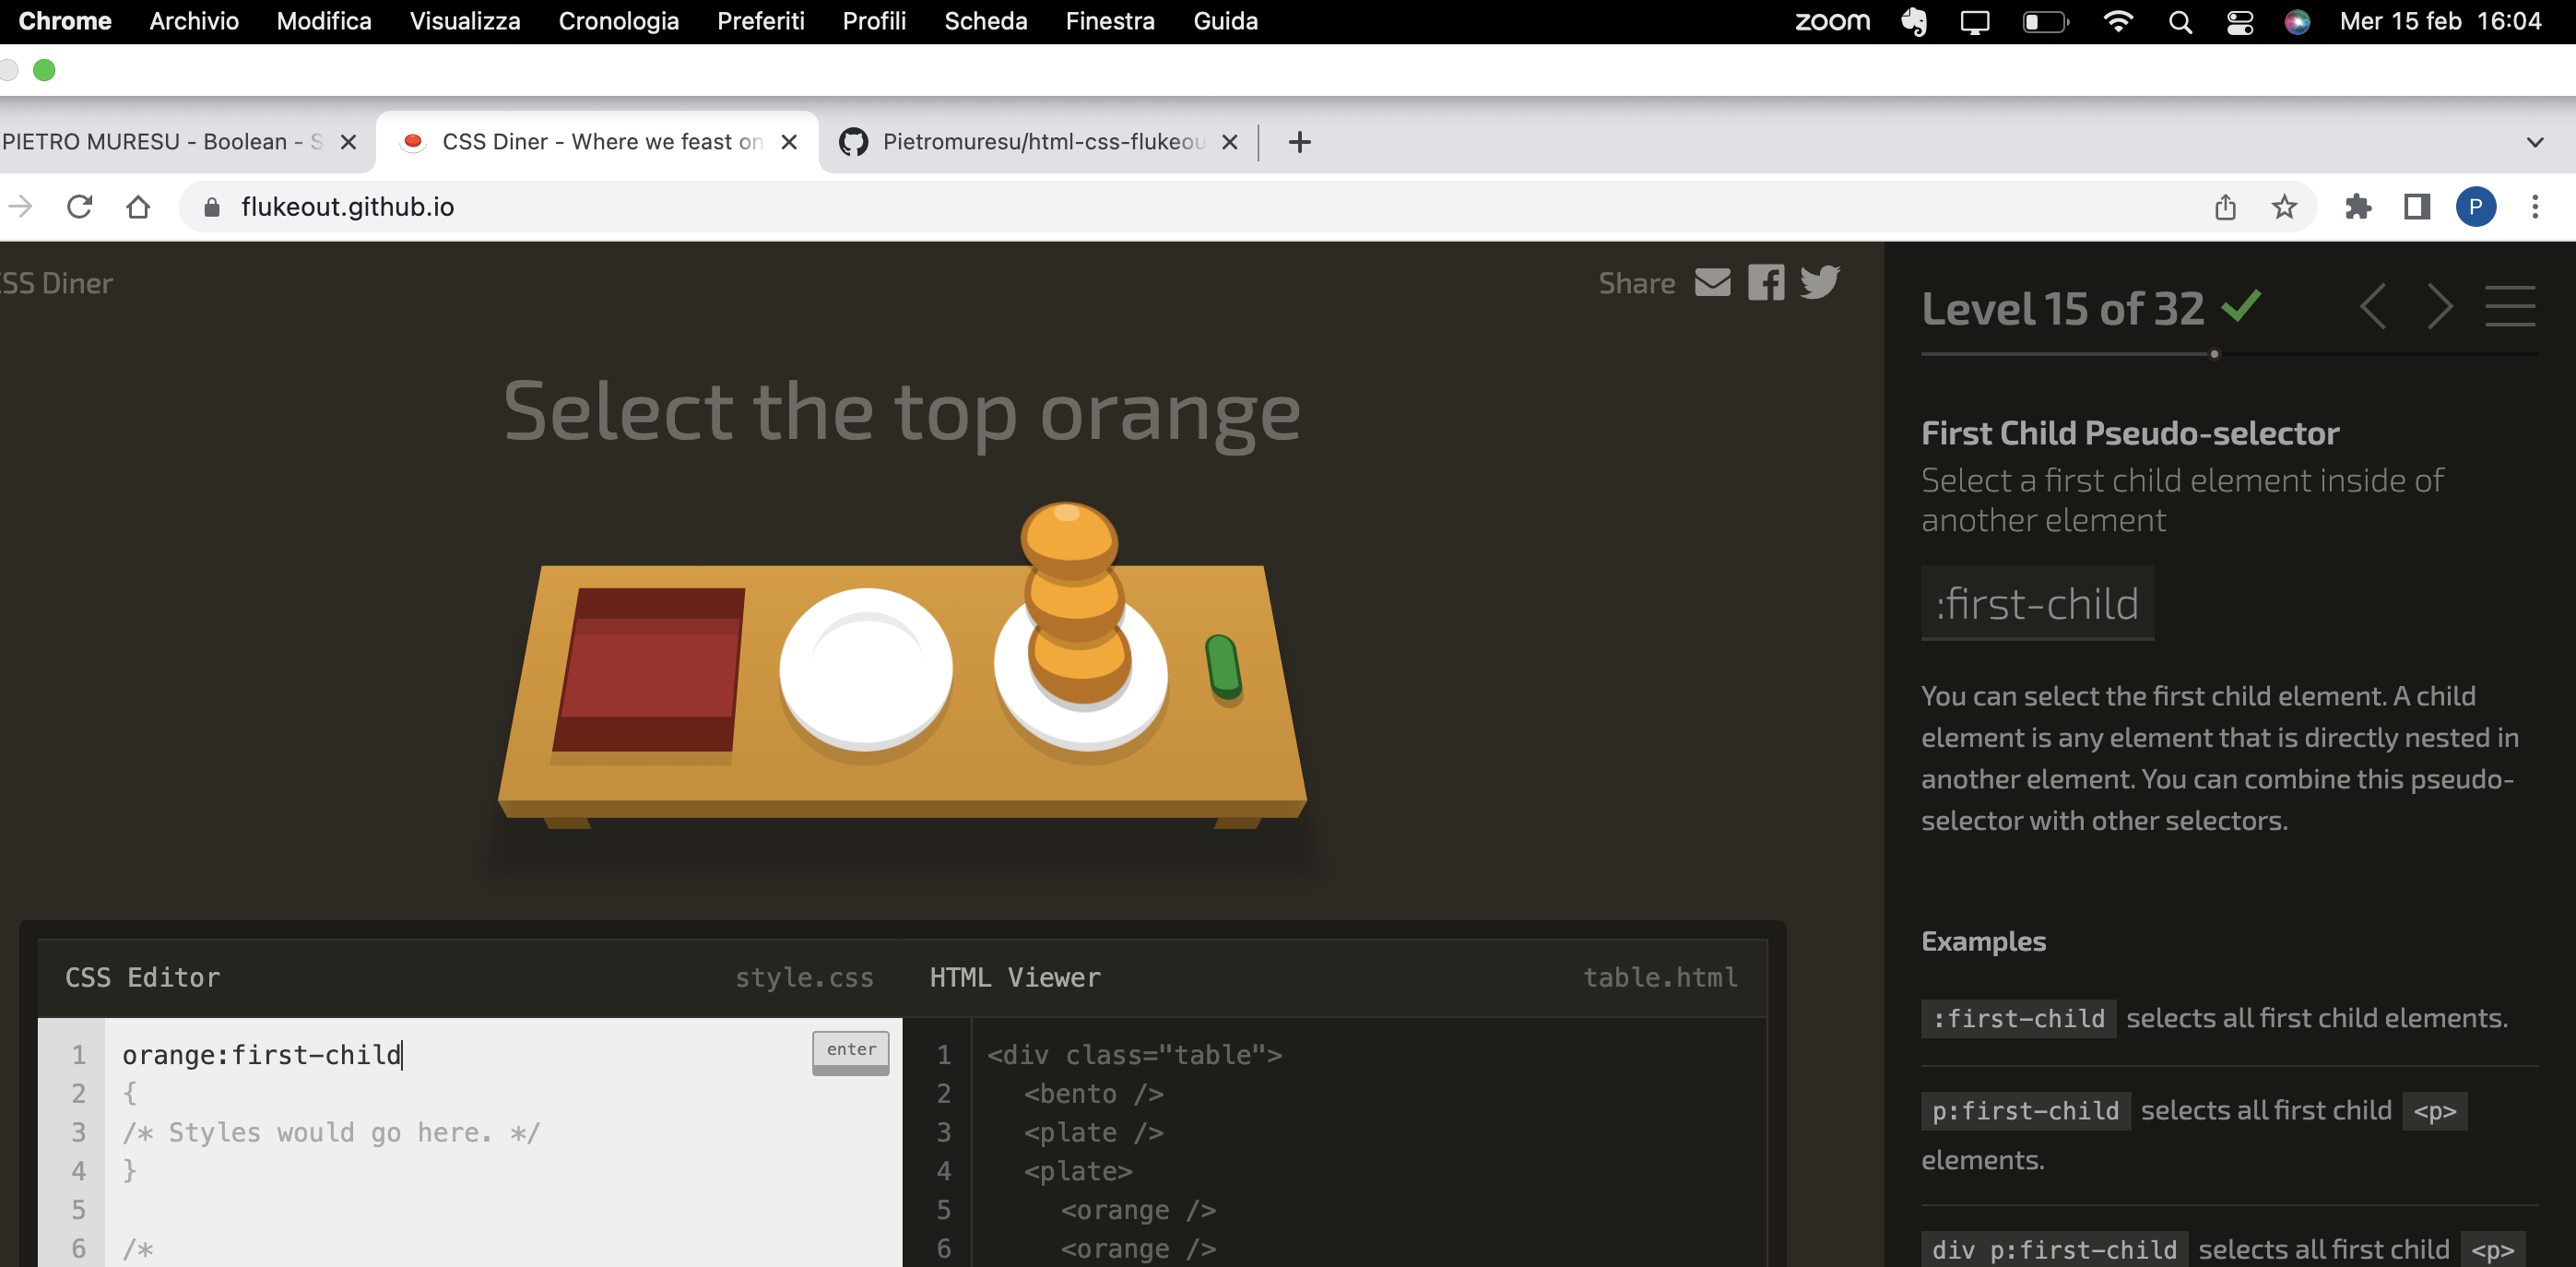 Chrome Archivio Modifica Visualizza Cronologia Preferiti Profili Scheda Finestra Guida zoom Mer 15 feb 16:04
PIETRO MURESU - Boolean - S CSS Diner - Where we feast on Pietromuresu/html-css-flukeou
flukeout.github.io P
CSS Diner
Share
Select the top orange
CSS Editor style.css
1 orange:first-child
enter
2 {
3 /* Styles would go here. */
4 }
5
6 /*
HTML Viewer table.html
1 <div class="table">
2 <bento />
3 <plate />
4 <plate>
5 <orange />
6 <orange />
Level 15 of 32
First Child Pseudo-selector
Select a first child element inside of
another element
:first-child
You can select the first child element. A child
element is any element that is directly nested in
another element. You can combine this pseudo-
selector with other selectors.
Examples
:first-child selects all first child elements.
p:first-child selects all first child <p>
elements.
div p:first-child selects all first child <p>